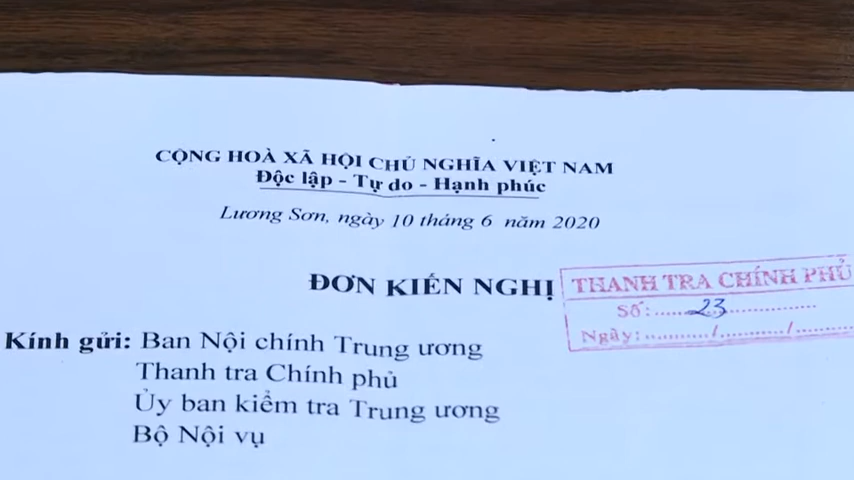 CỘNG HOÀ XÃ HỘI CHỦ NGHĨA VIỆT NAM
Độc lập - Tự do - Hạnh phúc
Lương Sơn, ngày 10 tháng 6 năm 2020
ĐƠN KIẾN NGHỊ
THANH TRA CHÍNH PHỦ
Số:.......23..................
Ngày:............/............/............
Kính gửi: Ban Nội chính Trung ương
Thanh tra Chính phủ
Ủy ban kiểm tra Trung ương
Bộ Nội vụ